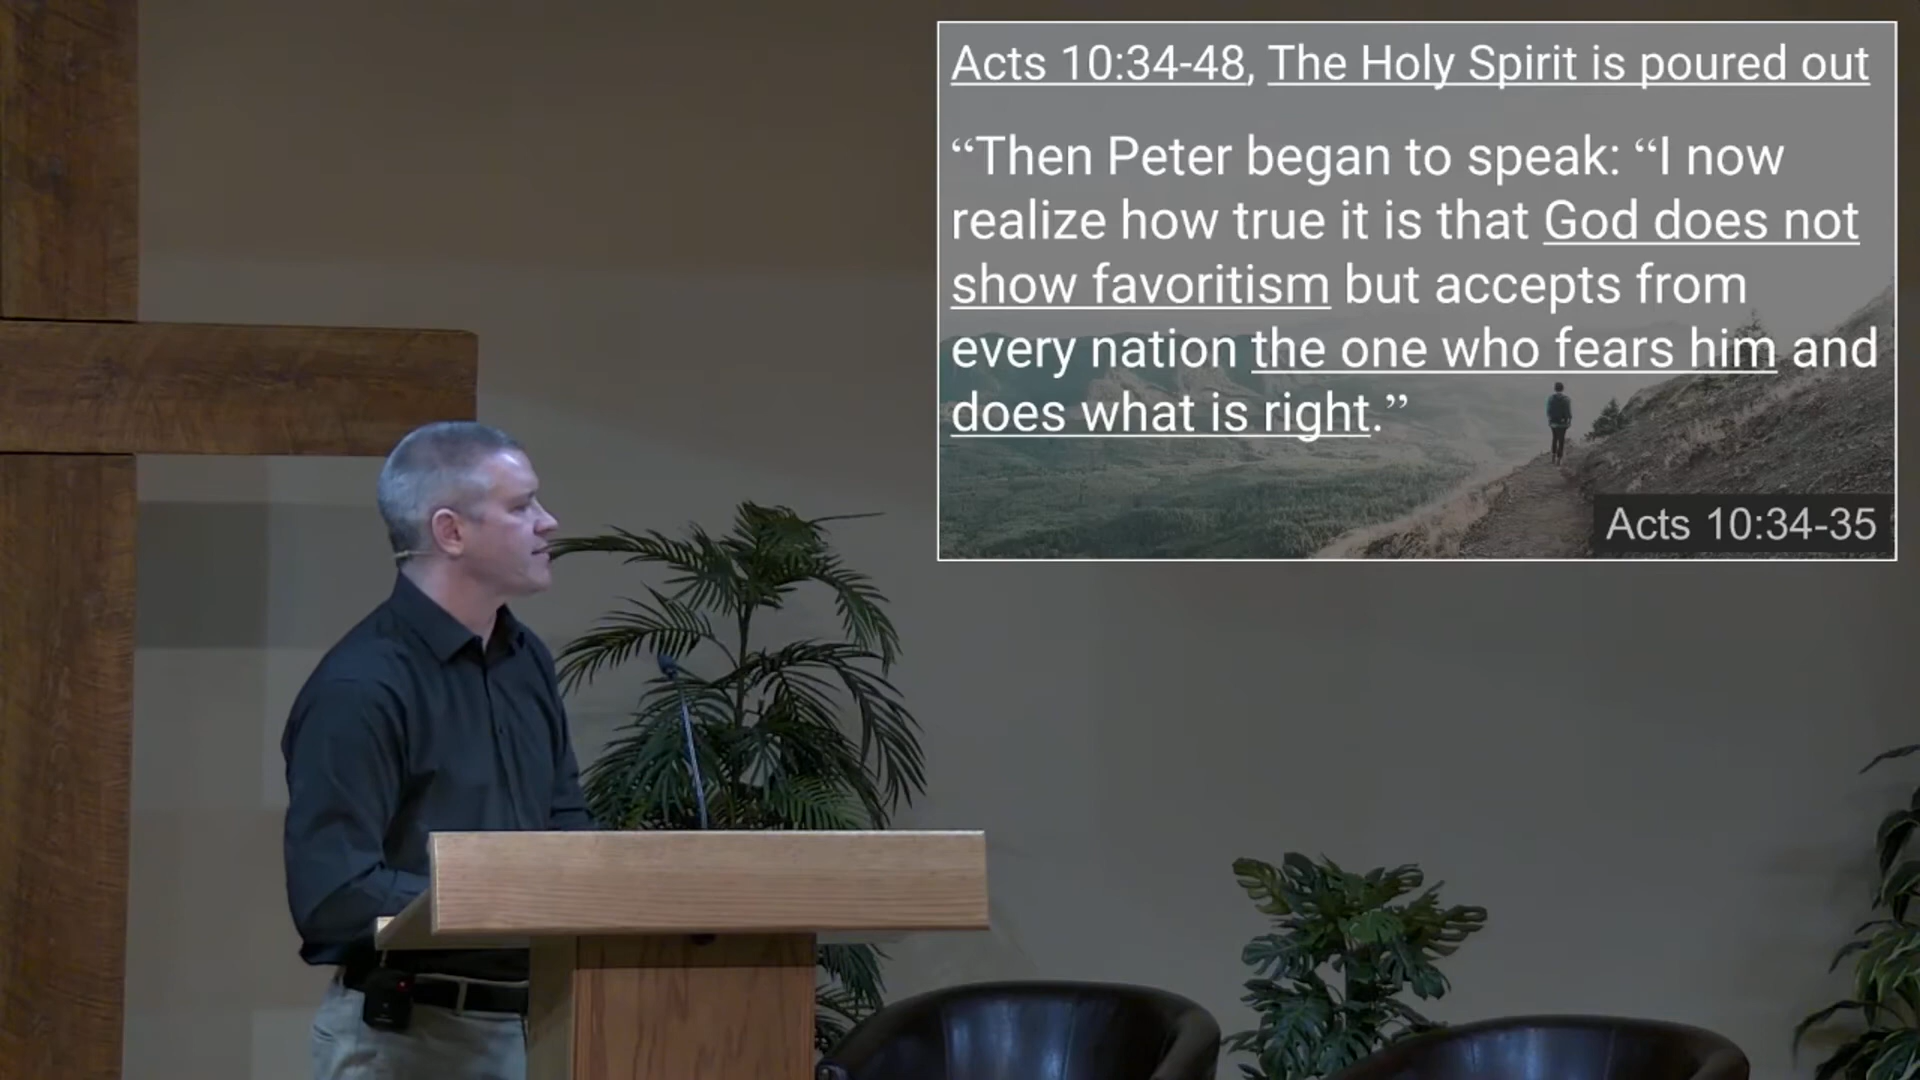 Acts 10:34-48, The Holy Spirit is poured out
“Then Peter began to speak: “I now
realize how true it is that God does not
show favoritism but accepts from
every nation the one who fears him and
does what is right.”
Acts 10:34-35